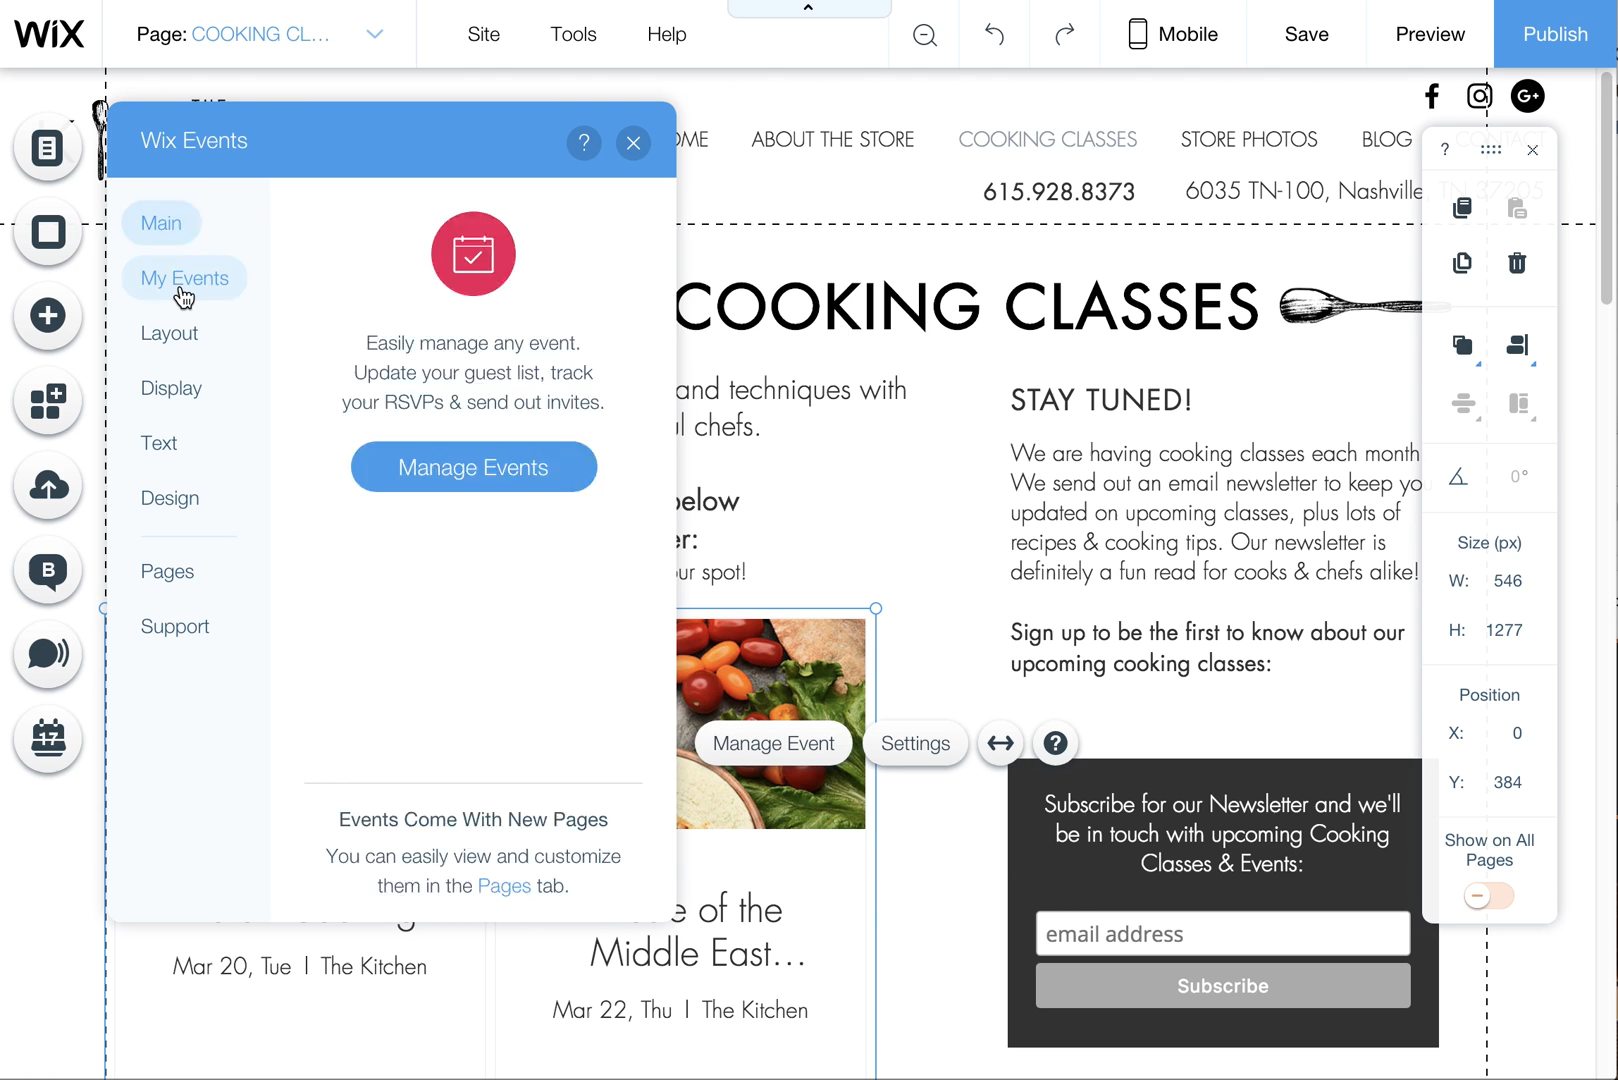 WiX
Page: COOKING CL...
Site
Tools
Help
Mobile
Save
Preview
Publish
Wix Events
?
ABOUT THE STORE
COOKING CLASSES
STORE PHOTOS
BLOG
CONTACT
615.928.8373
6035 TN-100, Nashville, TN 37205
Main
My Events
Layout
Display
Text
Design
Pages
Support
Easily manage any event.
Update your guest list, track
your RSVPs & send out invites.
Manage Events
Events Come With New Pages
You can easily view and customize
them in the Pages tab.
COOKING CLASSES
and techniques with
chefs.
below
spot!
Manage Event
Settings
?
Middle East...
of the
Mar 20, Tue | The Kitchen
Mar 22, Thu | The Kitchen
STAY TUNED!
We are having cooking classes each month
We send out an email newsletter to keep you
updated on upcoming classes, plus lots of
recipes & cooking tips. Our newsletter is
definitely a fun read for cooks & chefs alike!
Sign up to be the first to know about our
upcoming cooking classes:
Subscribe for our Newsletter and we'll
be in touch with upcoming Cooking
Classes & Events:
email address
Subscribe
?
0°
Size (px)
W: 546
H: 1277
Position
X: 0
Y: 384
Show on All
Pages
G+
B
17